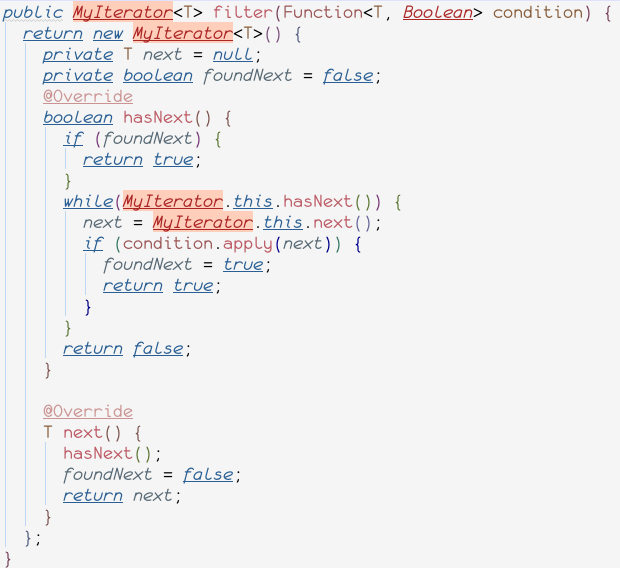 public MyIterator<T> filter(Function<T, Boolean> condition) {
return new MyIterator<T>() {
private T next = null;
private boolean foundNext = false;
@Override
boolean hasNext() {
if (foundNext) {
return true;
}
while(MyIterator.this.hasNext()) {
next = MyIterator.this.next();
if (condition.apply(next)) {
foundNext = true;
return true;
}
}
return false;
}
@Override
T next() {
hasNext();
foundNext = false;
return next;
}
};
}